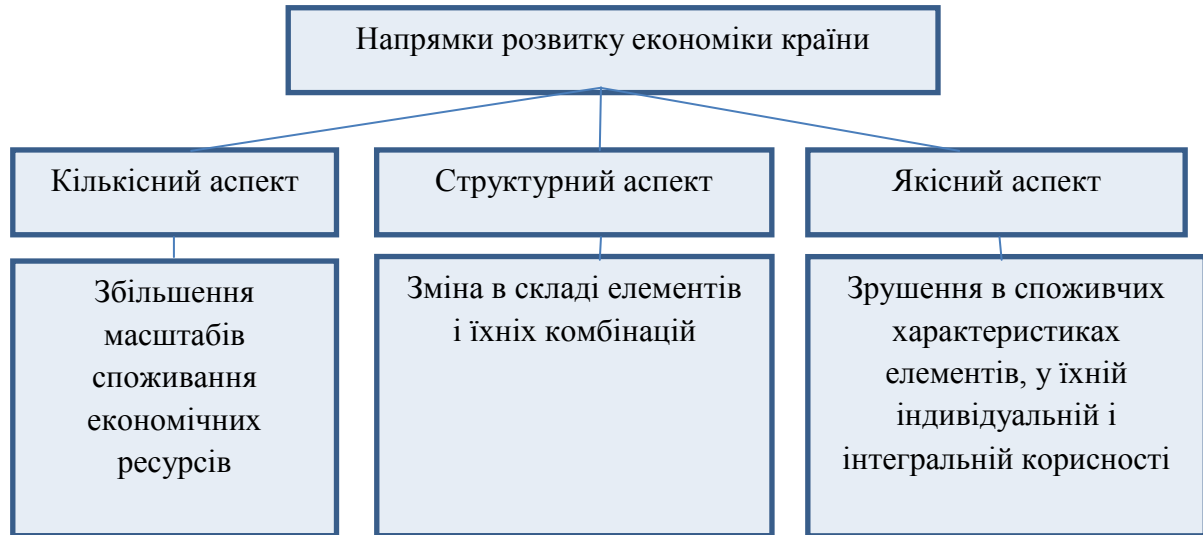 Напрямки розвитку економіки країни
Кількісний аспект
Структурний аспект
Якісний аспект
Збільшення
масштабів
споживання
економічних
ресурсів
Зміна в складі елементів
і їхніх комбінацій
Зрушення в споживчих
характеристиках
елементів, у їхній
індивідуальній і
інтегральній корисності